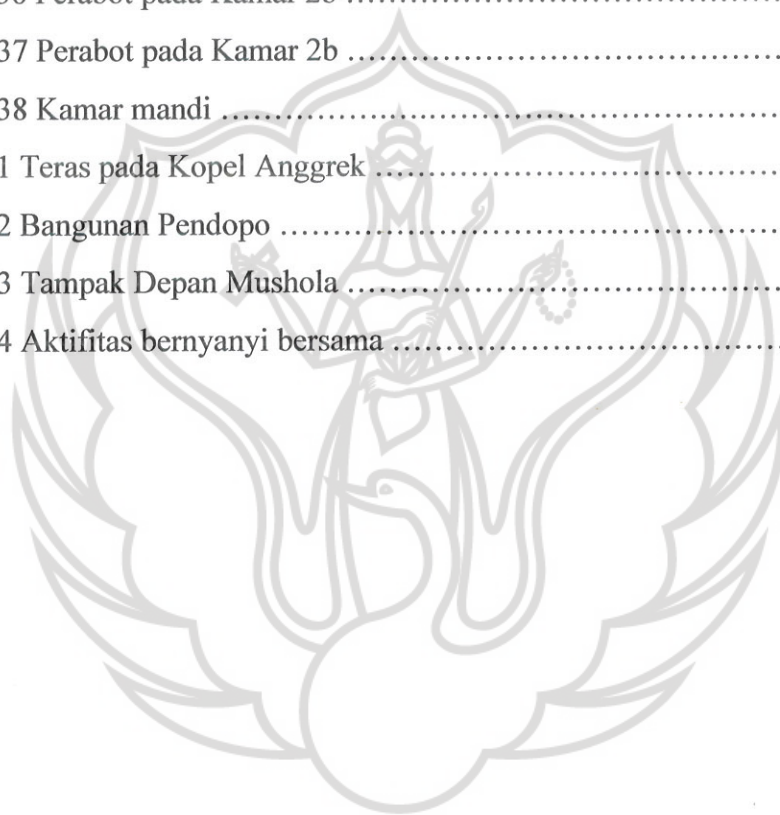 37 Perabot pada Kamar 2b ..........................................
38 Kamar mandi .......................................................
1 Teras pada Kopel Anggrek ........................................
2 Bangunan Pendopo ................................................
3 Tampak Depan Mushola ..........................................
4 Aktifitas bernyanyi bersama ......................................